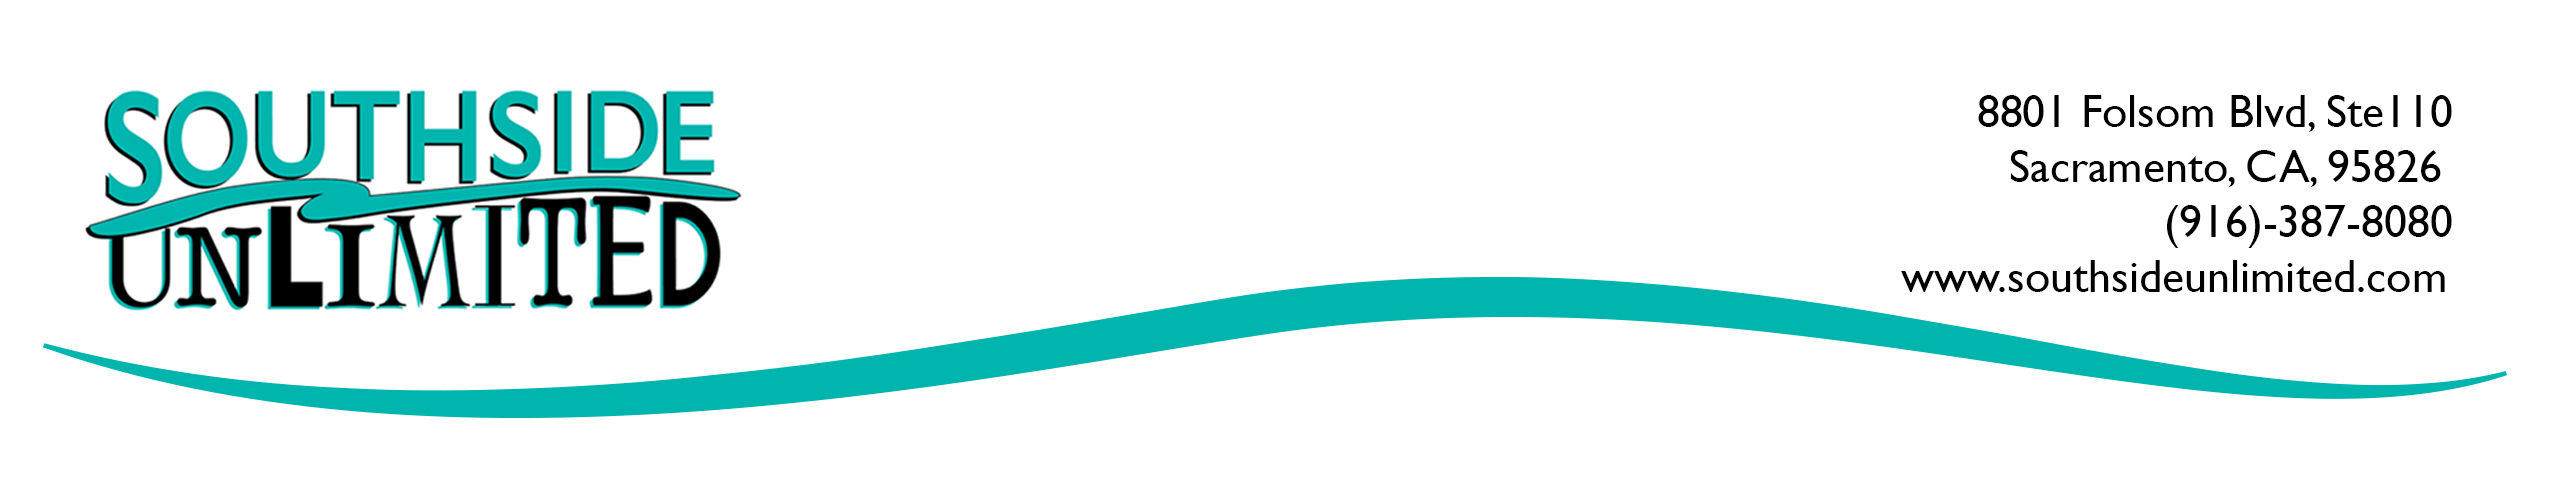 SOUTHSIDE
UNLIMITED
8801 Folsom Blvd, Ste110
Sacramento, CA, 95826
(916)-387-8080
www.southsideunlimited.com